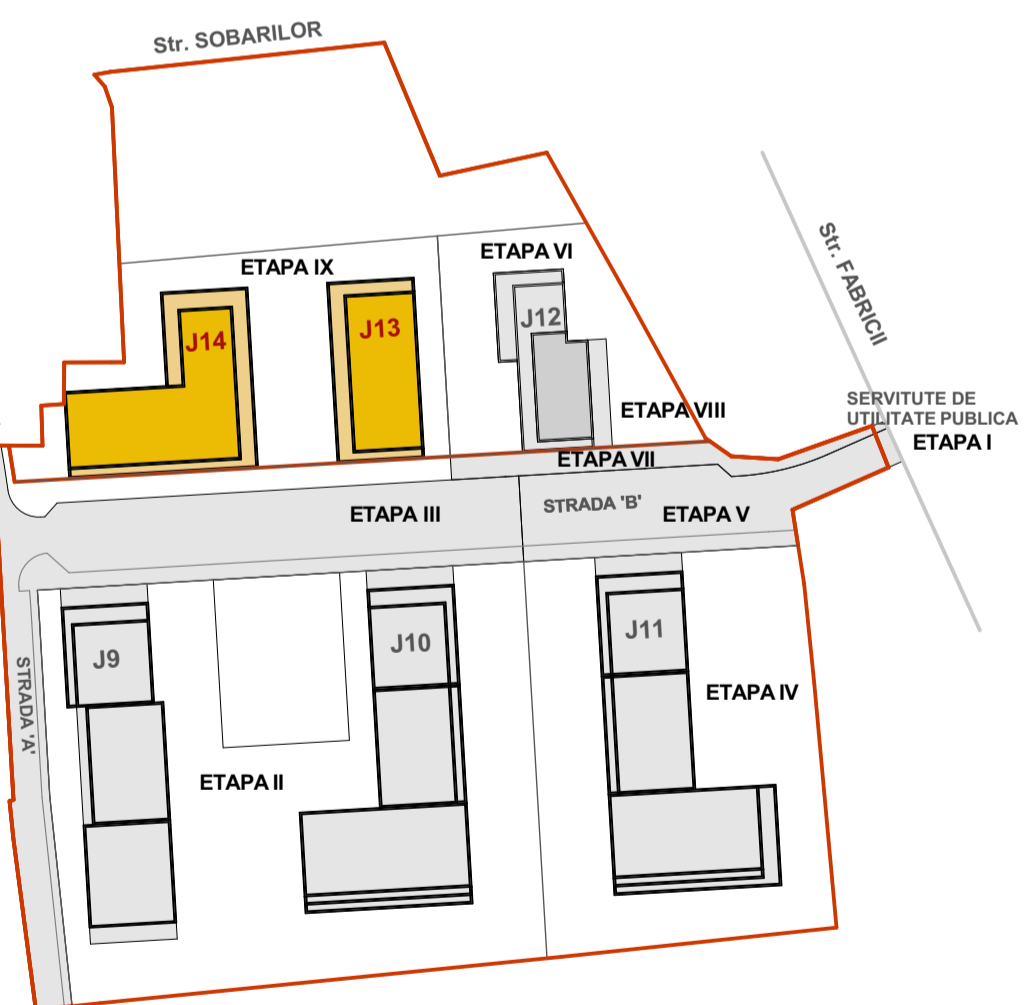 Str. SOBARILOR
Str. FABRICII
ETAPA VI
ETAPA IX
J14
J13
J12
SERVITUTE DE
UTILITATE PUBLICA
ETAPA VIII
ETAPA I
ETAPA VII
STRADA 'B'
ETAPA III
ETAPA V
J9
J10
J11
STRADA 'A'
ETAPA IV
ETAPA II